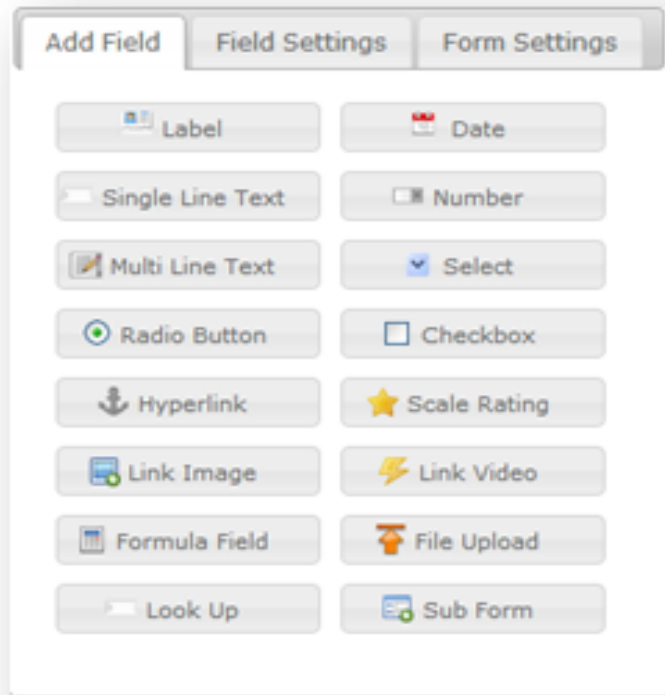 Add Field Field Settings Form Settings
Label Date
Single Line Text Number
Multi Line Text Select
Radio Button Checkbox
Hyperlink Scale Rating
Link Image Link Video
Formula Field File Upload
Look Up Sub Form